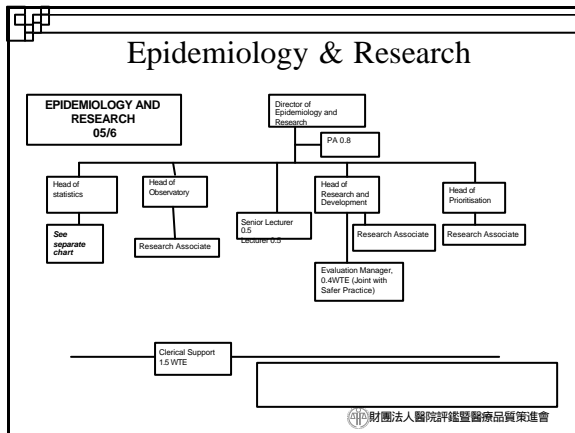 Epidemiology & Research
EPIDEMIOLOGY AND
RESEARCH
05/6
Director of
Epidemiology and
Research
PA 0.8
Head of
statistics
Head of
Observatory
Head of
Research and
Development
Head of
Prioritisation
See
separate
chart
Research Associate
Senior Lecturer
0.5
Lecturer 0.5
Research Associate
Research Associate
Evaluation Manager,
0.4WTE (Joint with
Safer Practice)
Clerical Support
1.5 WTE
財團法人醫院評鑑暨醫療品質策進會